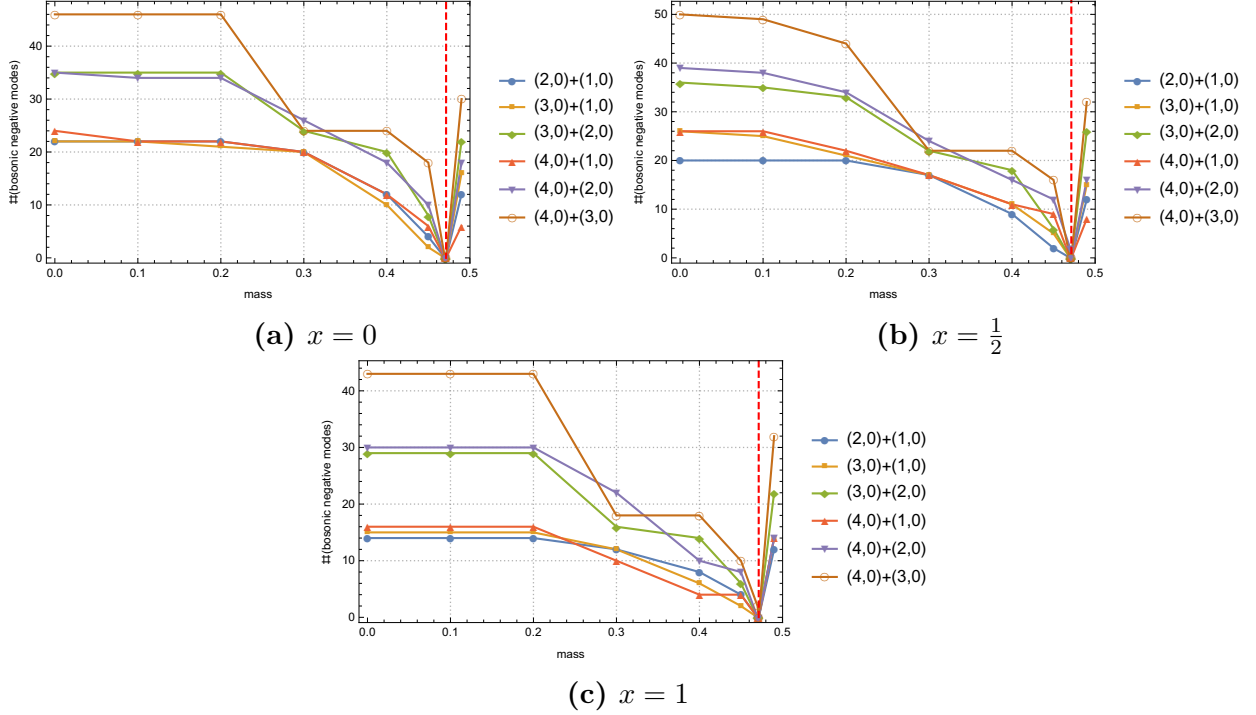 #(bosonic negative modes)
40
30
20
10
0
0.0 0.1 0.2 0.3 0.4 0.5
mass
(2,0)+(1,0)
(3,0)+(1,0)
(3,0)+(2,0)
(4,0)+(1,0)
(4,0)+(2,0)
(4,0)+(3,0)
(a) x = 0
#(bosonic negative modes)
50
40
30
20
10
0
0.0 0.1 0.2 0.3 0.4 0.5
mass
(2,0)+(1,0)
(3,0)+(1,0)
(3,0)+(2,0)
(4,0)+(1,0)
(4,0)+(2,0)
(4,0)+(3,0)
(b) x = 1/2
#(bosonic negative modes)
40
30
20
10
0
0.0 0.1 0.2 0.3 0.4 0.5
mass
(2,0)+(1,0)
(3,0)+(1,0)
(3,0)+(2,0)
(4,0)+(1,0)
(4,0)+(2,0)
(4,0)+(3,0)
(c) x = 1